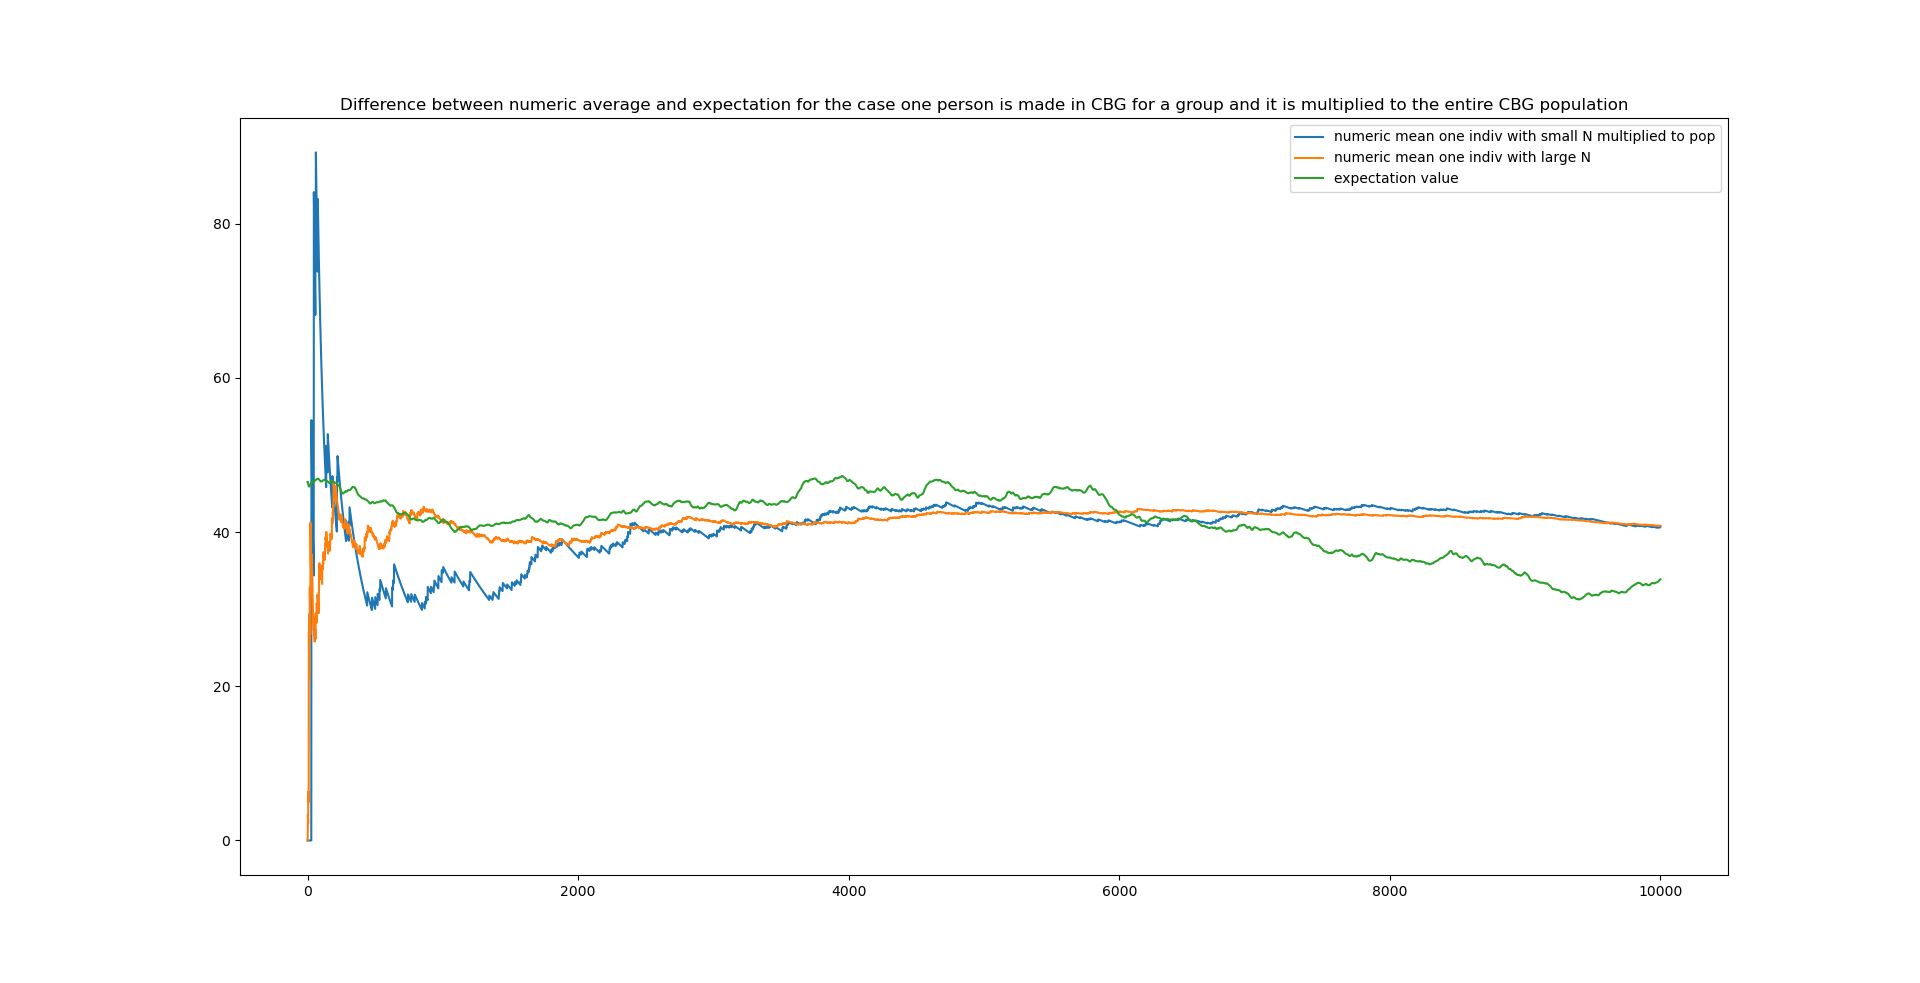 Difference between numeric average and expectation for the case one person is made in CBG for a group and it is multiplied to the entire CBG population
numeric mean one indiv with small N multiplied to pop
numeric mean one indiv with large N
expectation value
80
60
40
20
0
0 2000 4000 6000 8000 10000